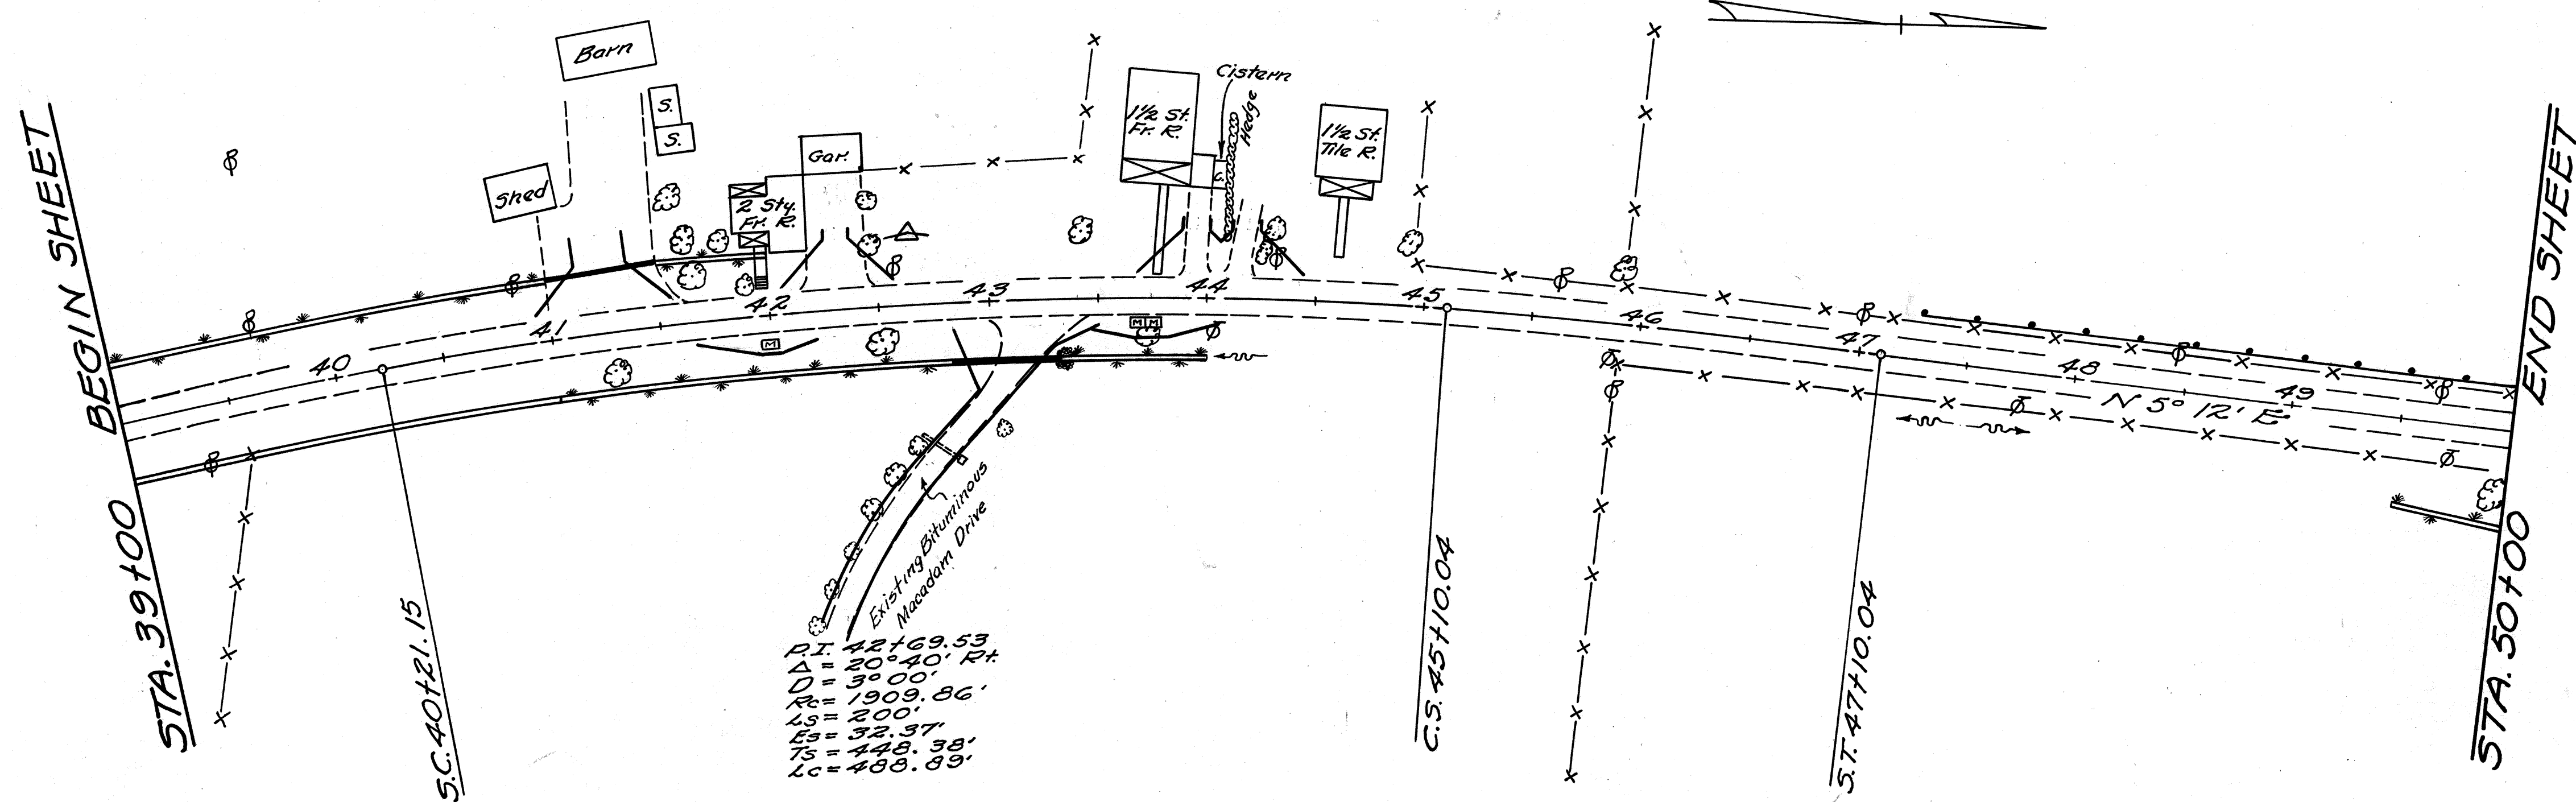 BEGIN SHEET
STA. 39+00
Barn
S.
S.
Shed
2 Sty.
Fr. R.
Gar.
1½ St.
Fr. R.
Cistern
C.
Hedge
1½ St.
Tile R.
40
41
42
43
44
45
46
47
48
49
M
M M
N 5° 12' E
Existing Bituminous
Macadam Drive
S.C. 40+21.15
P.I. 42+69.53
Δ = 20° 40' Rt.
D = 3° 00'
Rc = 1909.86'
Ls = 200'
Es = 32.37'
Ts = 448.38'
Lc = 488.89'
C.S. 45+10.04
S.T. 47+10.04
END SHEET
STA. 50+00